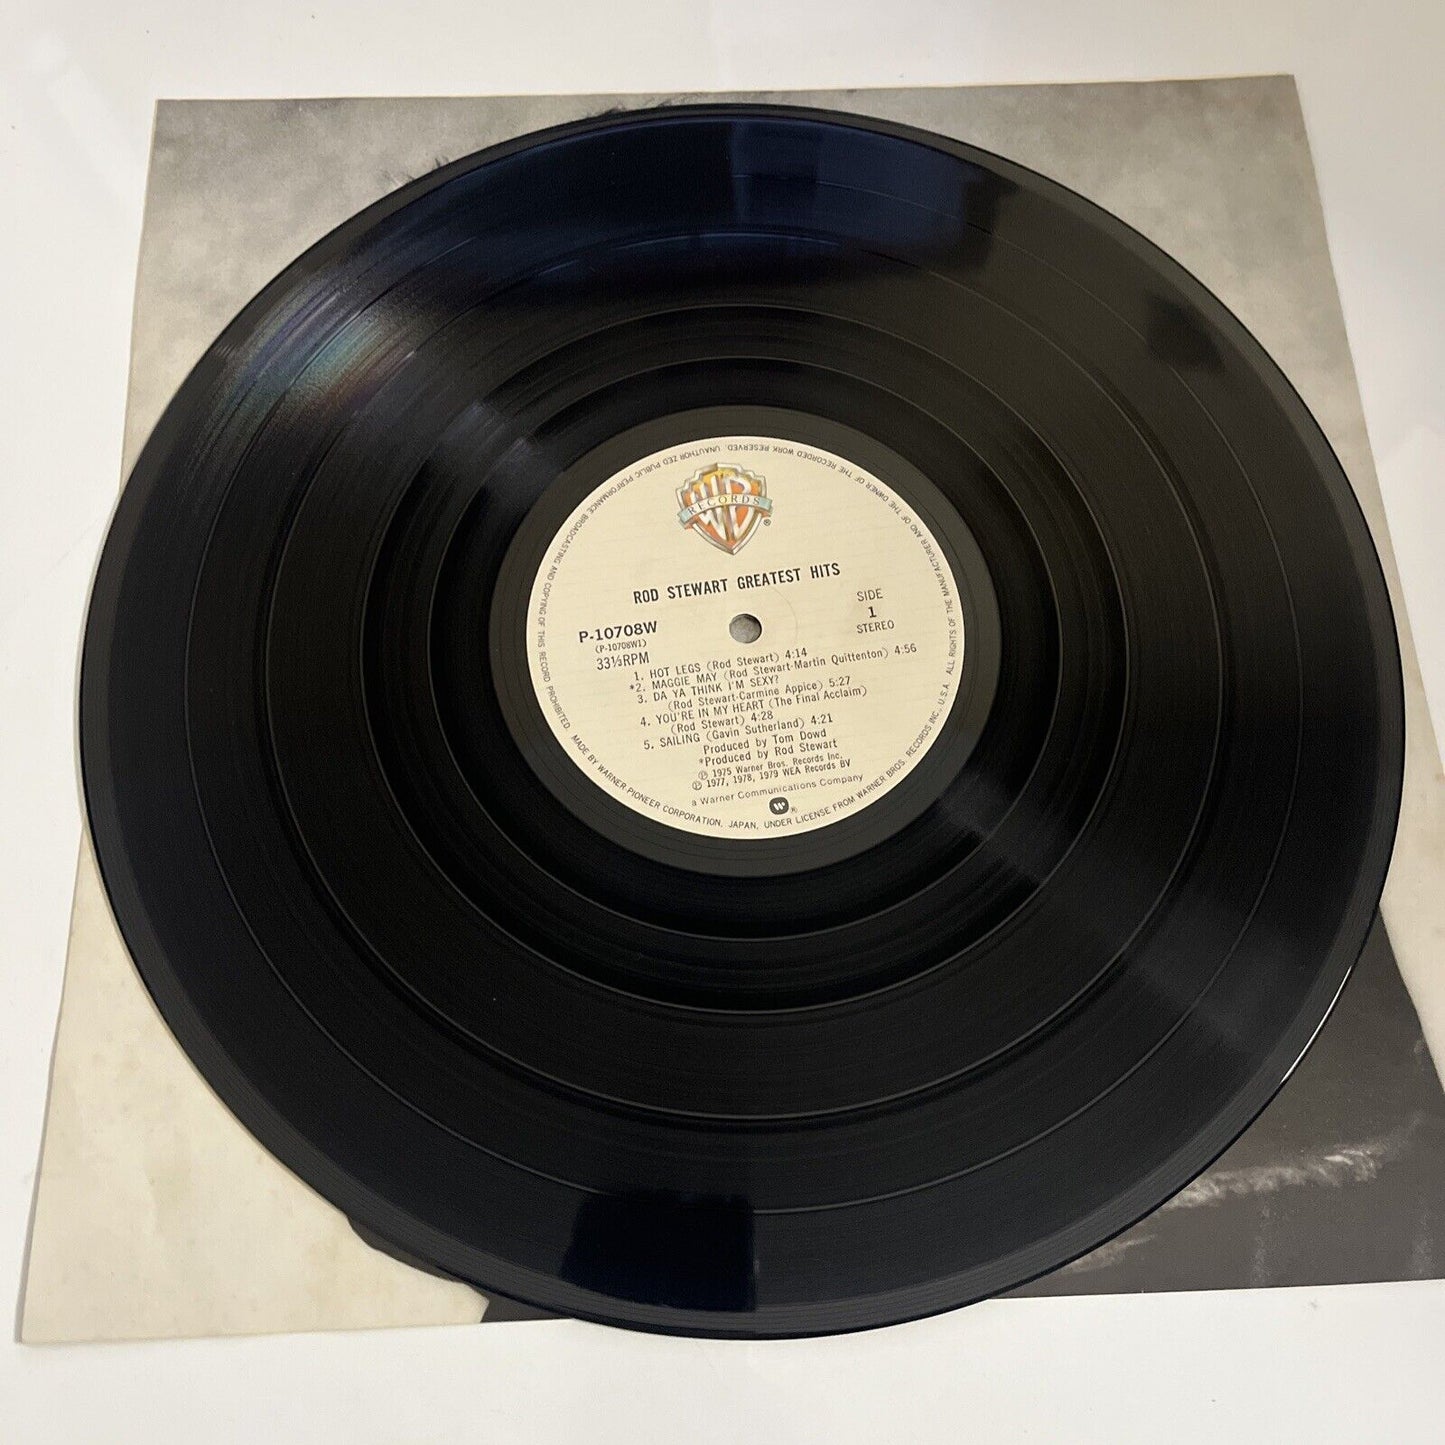 WB
RECORDS
®
ROD STEWART GREATEST HITS
P-10708W
(P-10708W1)
33⅓RPM
SIDE
1
STEREO
1. HOT LEGS (Rod Stewart) 4:14
*2. MAGGIE MAY (Rod Stewart-Martin Quittenton) 4:56
3. DA YA THINK I'M SEXY?
(Rod Stewart-Carmine Appice) 5:27
4. YOU'RE IN MY HEART (The Final Acclaim)
(Rod Stewart) 4:28
5. SAILING (Gavin Sutherland) 4:21
Produced by Tom Dowd
*Produced by Rod Stewart
Ⓟ 1975 Warner Bros. Records Inc.
Ⓟ 1977, 1978, 1979 WEA Records BV
a Warner Communications Company
®
MADE BY WARNER PIONEER CORPORATION, JAPAN, UNDER LICENSE FROM WARNER BROS. RECORDS INC., U.S.A. ALL RIGHTS OF THE MANUFACTURER AND OF THE OWNER OF THE RECORDED WORK RESERVED. UNAUTHOR ZED PUBLIC PERFORMANCE BROADCASTING AND COPYING OF THIS RECORD PROHIBITED.